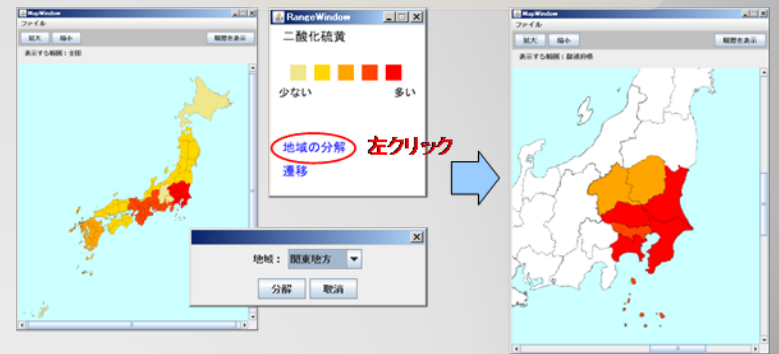 MapWindow
ファイル
拡大 縮小 履歴を表示
表示する範囲：全国
RangeWindow
二酸化硫黄
少ない 多い
地域の分解 左クリック
遷移
地域： 関東地方
分解 取消
MapWindow
ファイル
拡大 縮小 履歴を表示
表示する範囲：都道府県